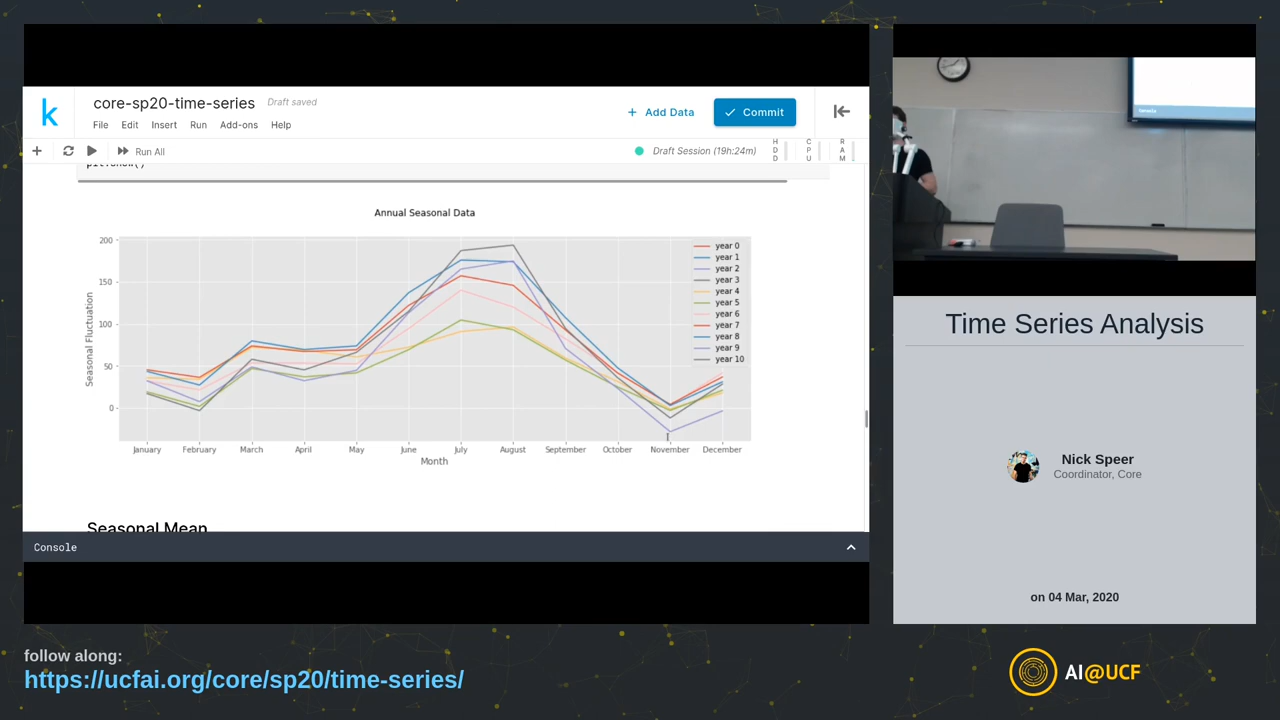 k
core-sp20-time-series
Draft saved
File Edit Insert Run Add-ons Help
+ Add Data
Commit
+ Run All
Draft Session (19h:24m)
HDD CPU RAM
Annual Seasonal Data
Seasonal Fluctuation
200
150
100
50
0
year 0
year 1
year 2
year 3
year 4
year 5
year 6
year 7
year 8
year 9
year 10
January February March April May June July August September October November December
Month
Seasonal Mean
Console
Time Series Analysis
Nick Speer
Coordinator, Core
on 04 Mar, 2020
follow along:
https://ucfai.org/core/sp20/time-series/
AI@UCF